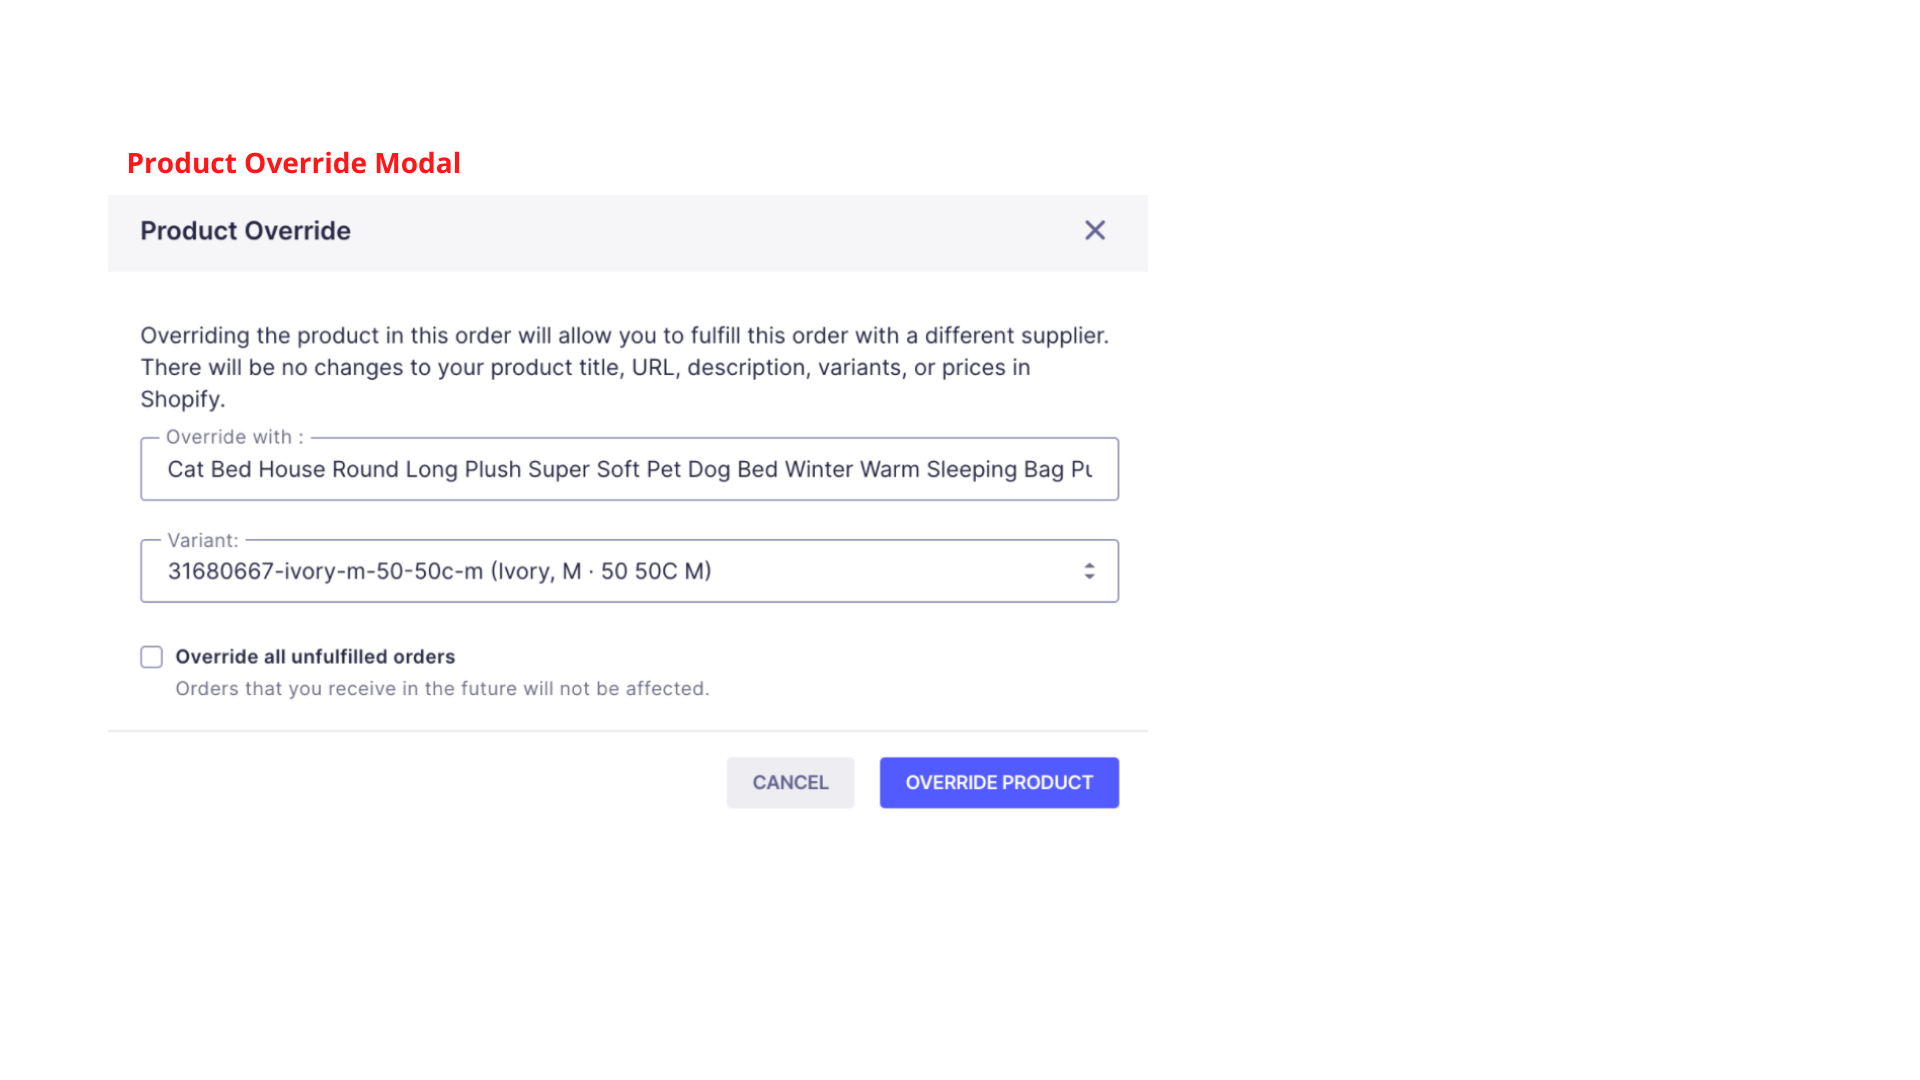 Product Override Modal
Product Override
Overriding the product in this order will allow you to fulfill this order with a different supplier.
There will be no changes to your product title, URL, description, variants, or prices in
Shopify.
Override with :
Cat Bed House Round Long Plush Super Soft Pet Dog Bed Winter Warm Sleeping Bag
Variant:
31680667-ivory-m-50-50c-m (Ivory, M · 50 50C M)
Override all unfulfilled orders
Orders that you receive in the future will not be affected.
CANCEL
OVERRIDE PRODUCT